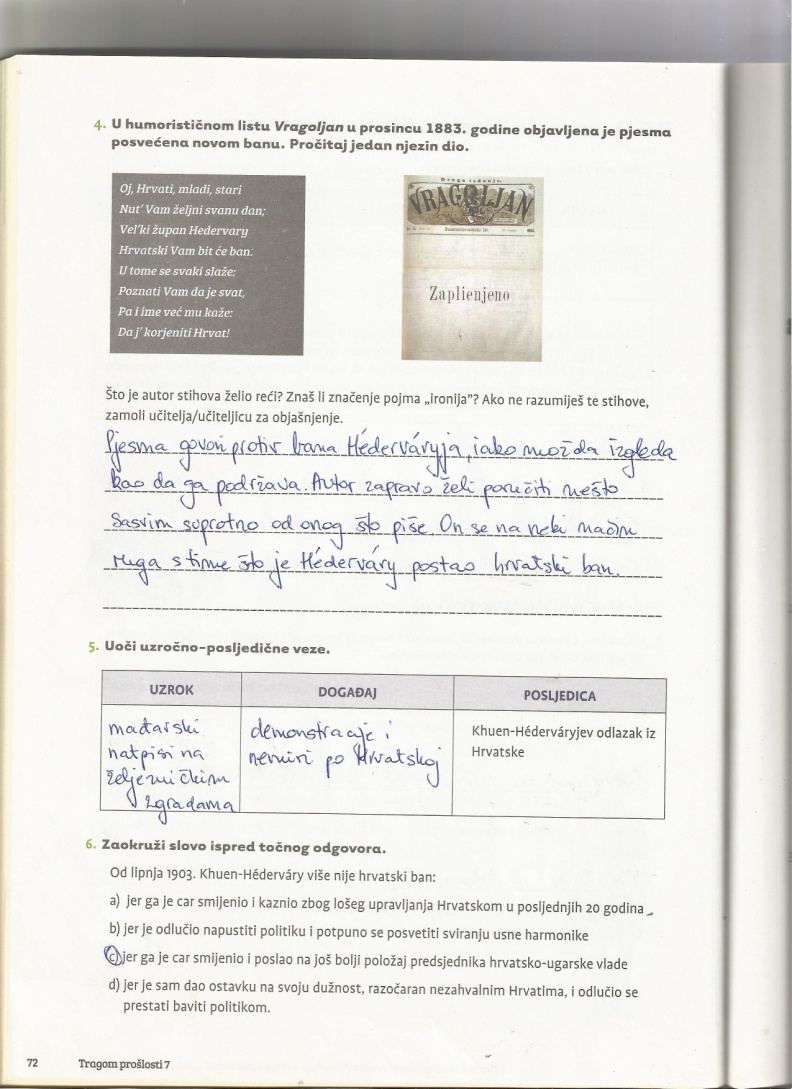 4. U humorističnom listu Vragoljan u prosincu 1883. godine objavljena je pjesma
posvećena novom banu. Pročitaj jedan njezin dio.
Oj, Hrvati, mladi, stari
Nut' Vam željni svanu dan;
Vel'ki župan Hedervary
Hrvatski Vam bit će ban.
U tome se svaki slaže:
Poznati Vam da je svat,
Pa i ime već mu kaže:
Da j' korjeniti Hrvat!
Drugo izdanje.
VRAGOLJAN
Zaplienjeno
Što je autor stihova želio reći? Znaš li značenje pojma „ironija"? Ako ne razumiješ te stihove,
zamoli učitelja/učiteljicu za objašnjenje.
Pjesma govori protiv bana Héderváryja, iako možda izgleda
kao da ga podržava. Autor zapravo želi poručiti nešto
sasvim suprotno od onog što piše. On se na neki način
ruga s time što je Héderváry postao hrvatski ban.
5. Uoči uzročno-posljedične veze.
UZROK DOGAĐAJ POSLJEDICA
mađarski
natpisi na
željezničkim
zgradama
demonstracije i
nemiri po Hrvatskoj
Khuen-Héderváryjev odlazak iz
Hrvatske
6. Zaokruži slovo ispred točnog odgovora.
Od lipnja 1903. Khuen-Héderváry više nije hrvatski ban:
a) jer ga je car smijenio i kaznio zbog lošeg upravljanja Hrvatskom u posljednjih 20 godina
b) jer je odlučio napustiti politiku i potpuno se posvetiti sviranju usne harmonike
c) jer ga je car smijenio i poslao na još bolji položaj predsjednika hrvatsko-ugarske vlade
d) jer je sam dao ostavku na svoju dužnost, razočaran nezahvalnim Hrvatima, i odlučio se
prestati baviti politikom.
72 Tragom prošlosti 7